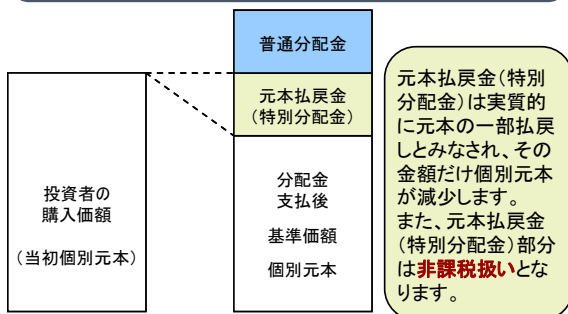 普通分配金
元本払戻金
(特別分配金)
投資者の
購入価額
(当初個別元本)
分配金
支払後
基準価額
個別元本
元本払戻金(特別
分配金)は実質的
に元本の一部払戻
しとみなされ、その
金額だけ個別元本
が減少します。
また、元本払戻金
(特別分配金)部分
は非課税扱いとな
ります。